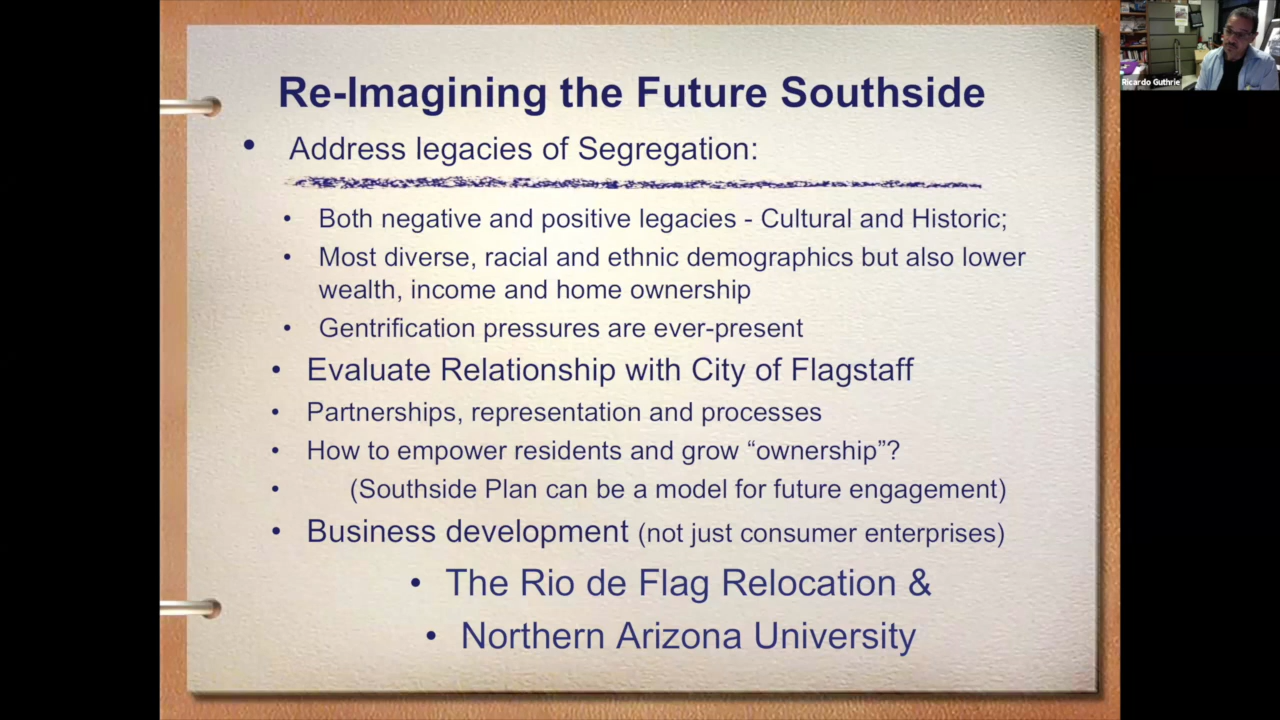 Re-Imagining the Future Southside
• Address legacies of Segregation:
• Both negative and positive legacies - Cultural and Historic;
• Most diverse, racial and ethnic demographics but also lower
wealth, income and home ownership
• Gentrification pressures are ever-present
• Evaluate Relationship with City of Flagstaff
• Partnerships, representation and processes
• How to empower residents and grow “ownership”?
• (Southside Plan can be a model for future engagement)
• Business development (not just consumer enterprises)
• The Rio de Flag Relocation &
• Northern Arizona University
Ricardo Guthrie